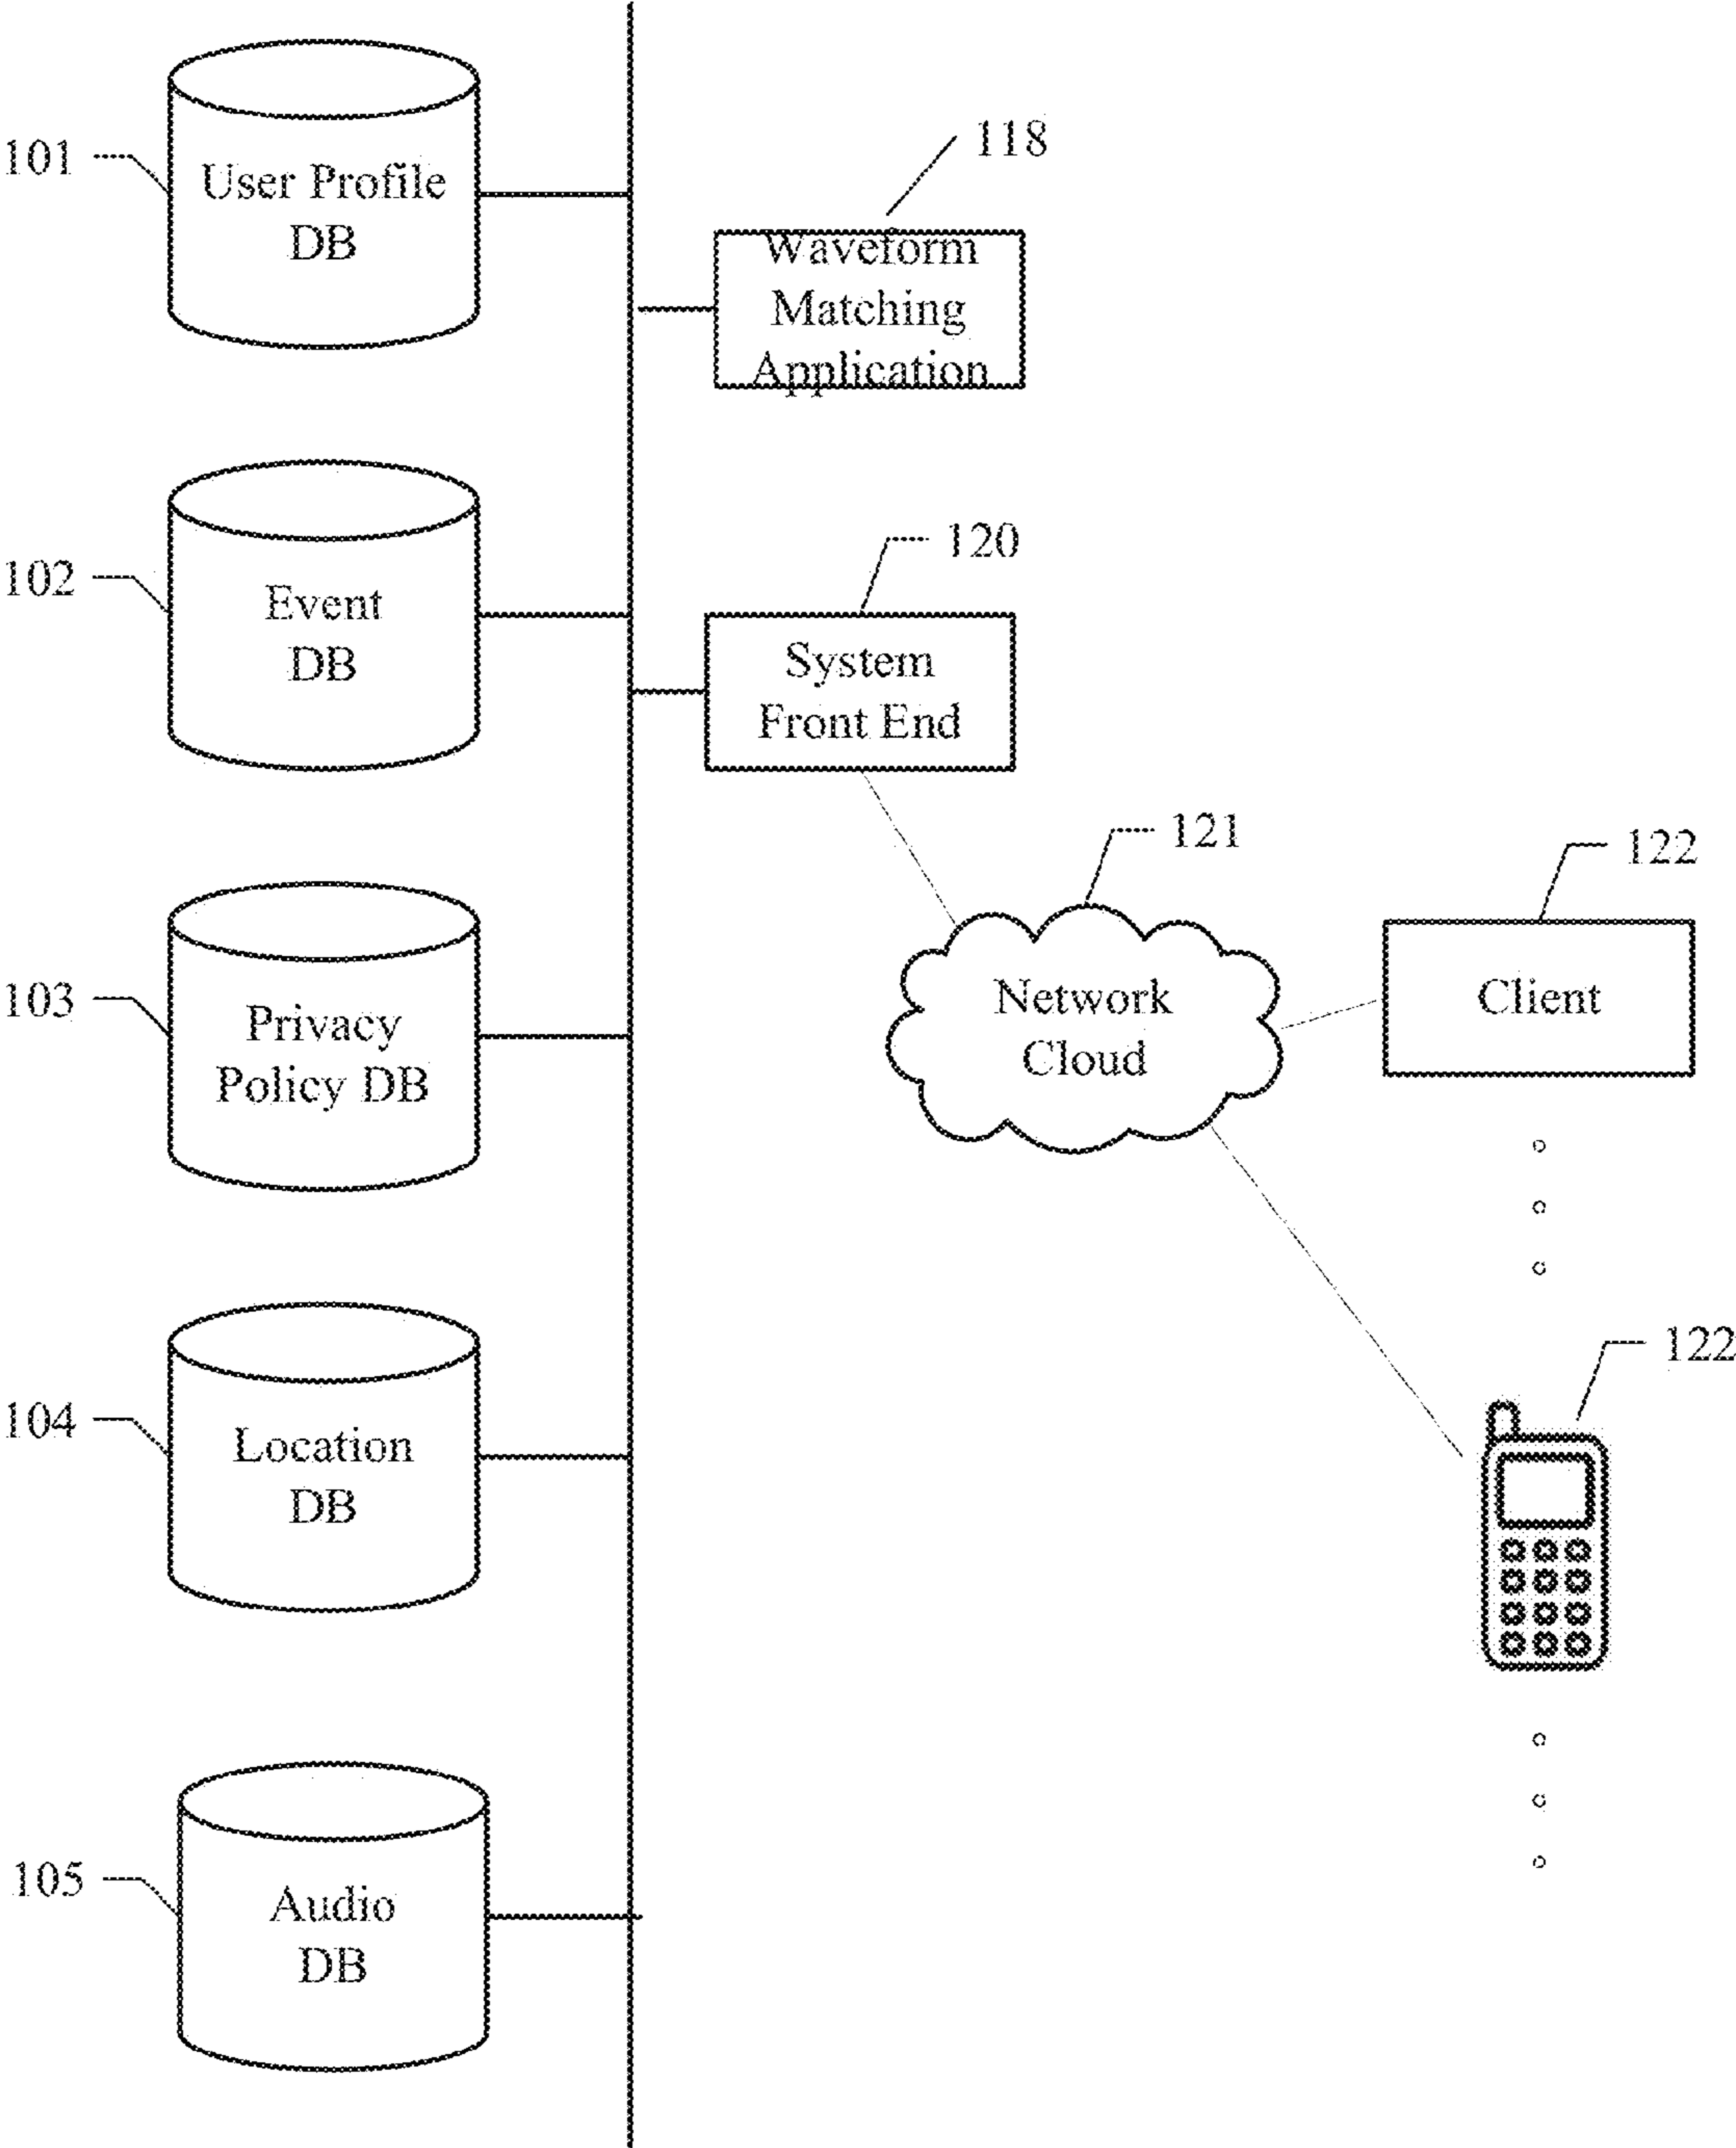 101
User Profile
DB
118
Waveform
Matching
Application
102
Event
DB
120
System
Front End
121
122
103
Privacy
Policy DB
Network
Cloud
Client
104
Location
DB
122
105
Audio
DB